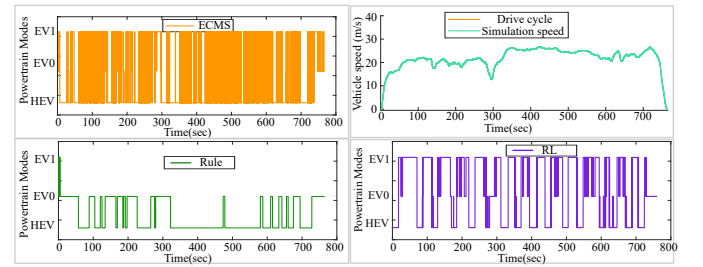 ECMS
Powertrain Modes
EV1
EV0
HEV
0 100 200 300 400 500 600 700 800
Time(sec)
Drive cycle
Simulation speed
Vehicle speed (m/s)
40
30
20
10
0
0 100 200 300 400 500 600 700 800
Time(sec)
Rule
Powertrain Modes
EV1
EV0
HEV
0 100 200 300 400 500 600 700 800
Time(sec)
RL
Powertrain Modes
EV1
EV0
HEV
0 100 200 300 400 500 600 700 800
Time(sec)